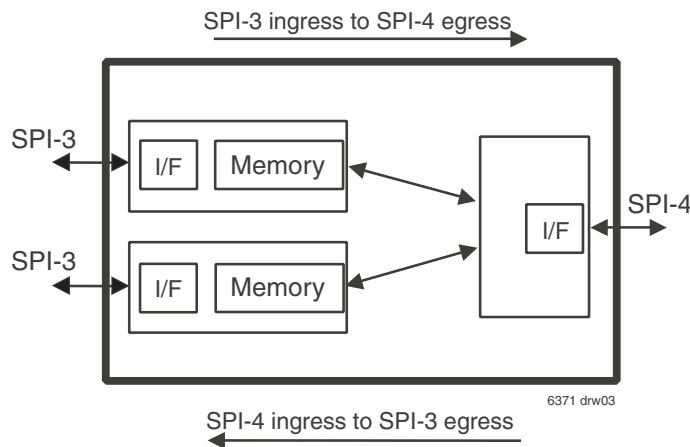 SPI-3 ingress to SPI-4 egress
SPI-3
I/F
Memory
SPI-4
I/F
SPI-3
I/F
Memory
6371 drw03
SPI-4 ingress to SPI-3 egress